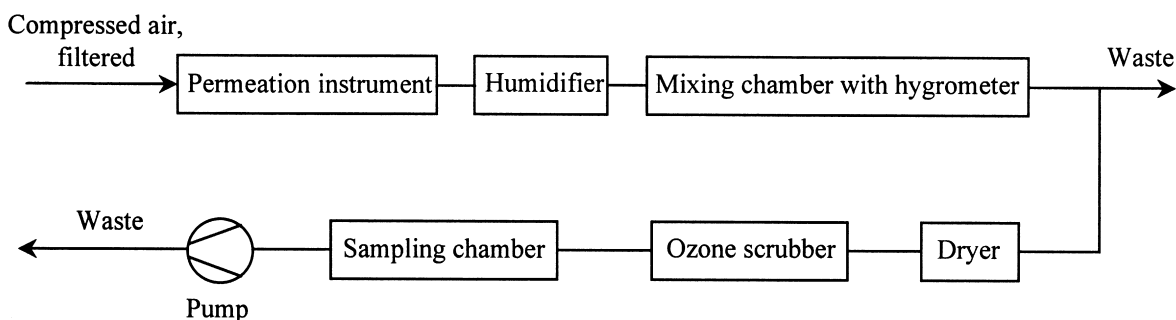 Compressed air,
filtered
Permeation instrument
Humidifier
Mixing chamber with hygrometer
Waste
Waste
Pump
Sampling chamber
Ozone scrubber
Dryer